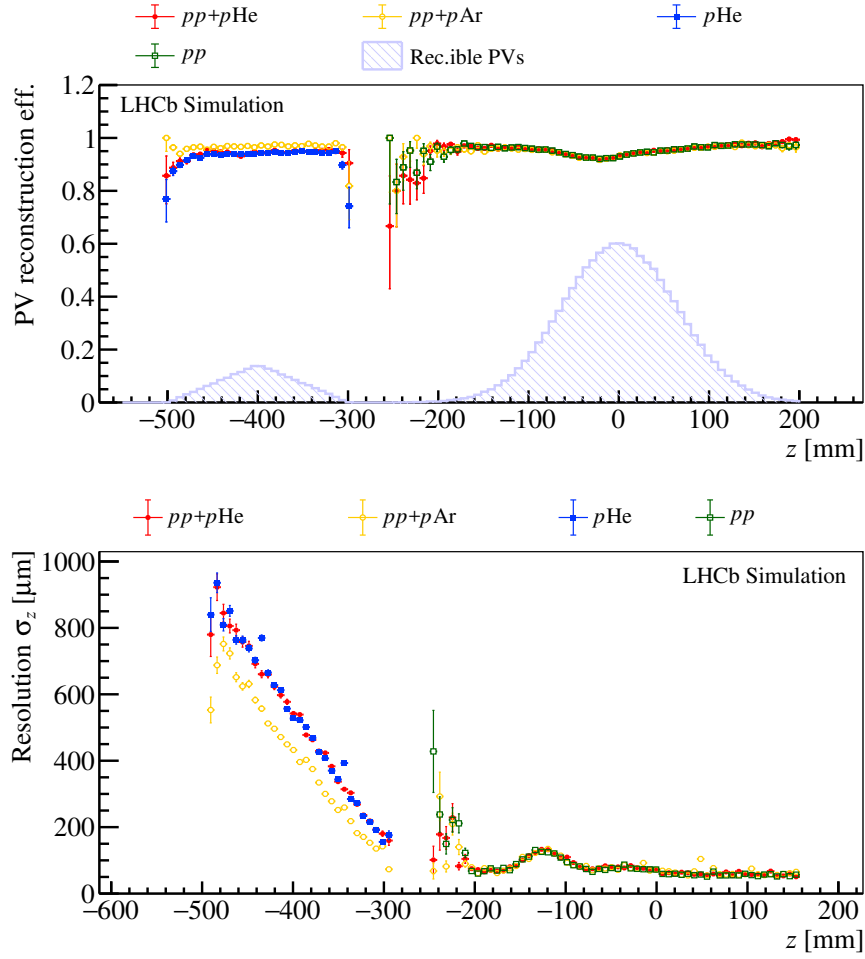 pp+pHe pp+pAr pHe
pp Rec.ible PVs
LHCb Simulation
PV reconstruction eff.
1.2
1
0.8
0.6
0.4
0.2
0
−500 −400 −300 −200 −100 0 100 200
z [mm]
pp+pHe pp+pAr pHe pp
LHCb Simulation
Resolution σz [μm]
1000
800
600
400
200
0
−600 −500 −400 −300 −200 −100 0 100 200
z [mm]